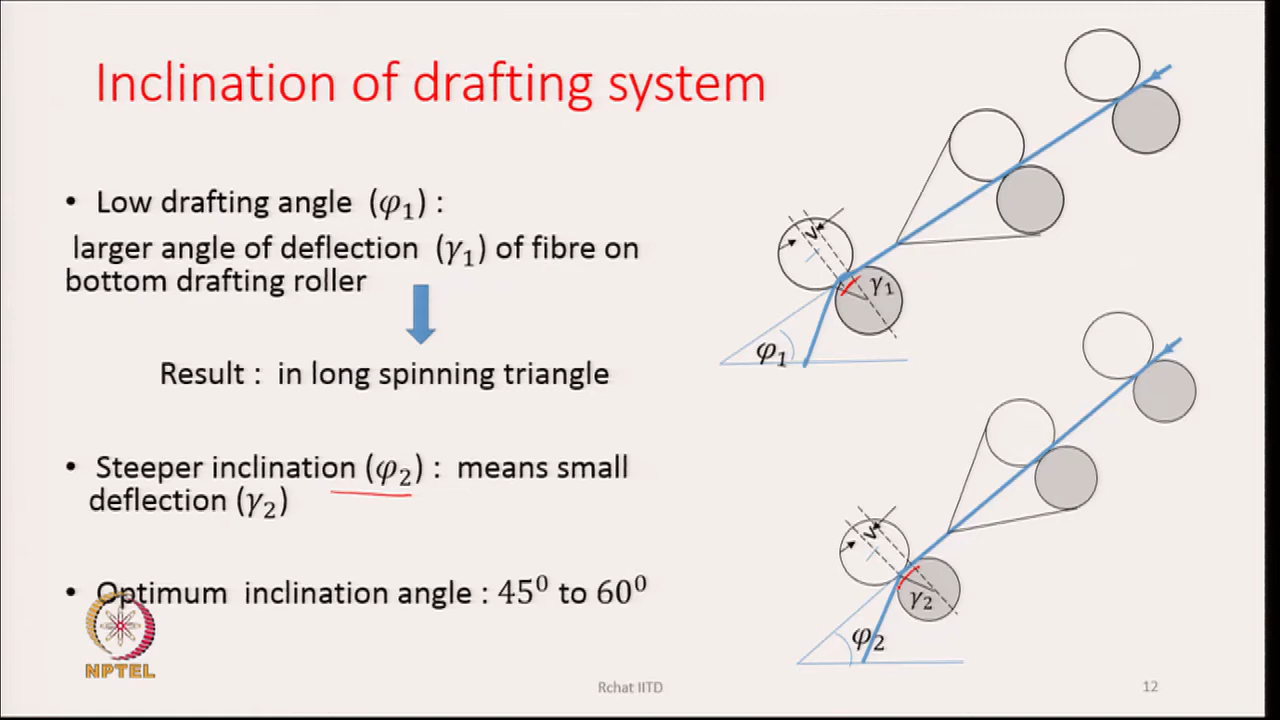 Inclination of drafting system
• Low drafting angle (φ₁) :
larger angle of deflection (γ₁) of fibre on
bottom drafting roller
Result : in long spinning triangle
• Steeper inclination (φ₂) : means small
deflection (γ₂)
• Optimum inclination angle : 45⁰ to 60⁰
V
γ₁
φ₁
V
γ₂
φ₂
NPTEL
Rchat IITD
12